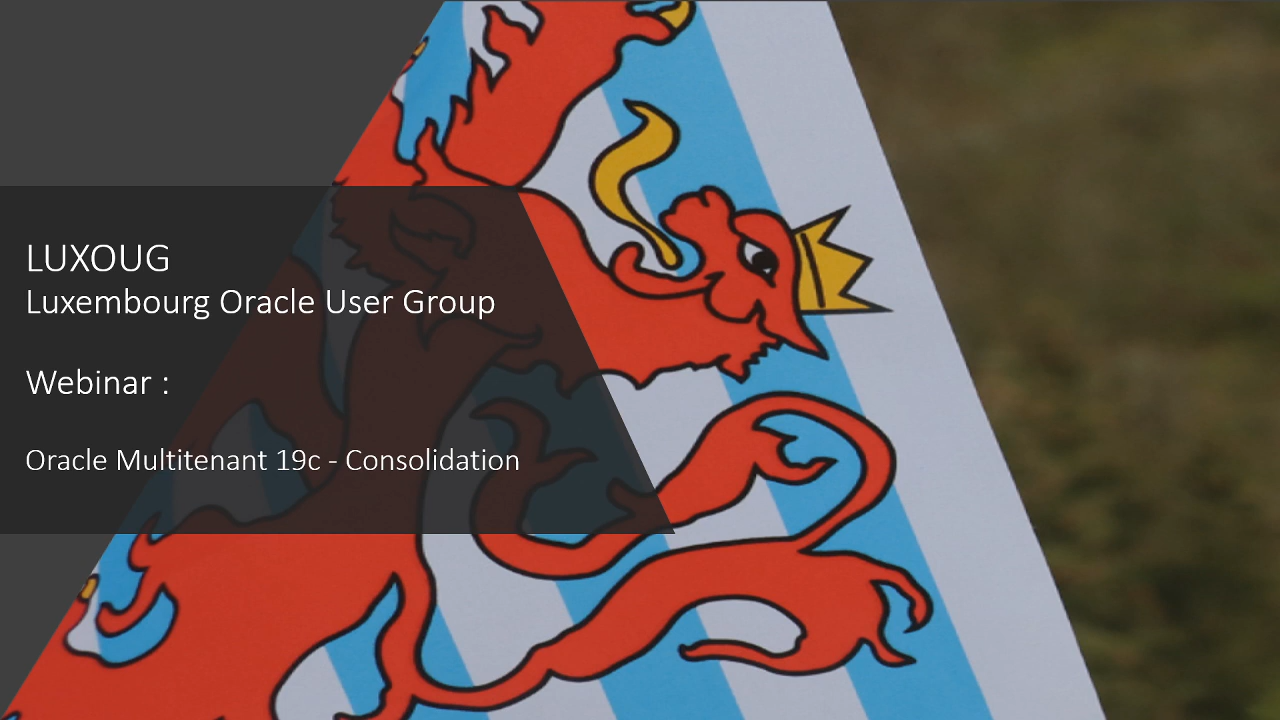 LUXOUG
Luxembourg Oracle User Group
Webinar :
Oracle Multitenant 19c - Consolidation